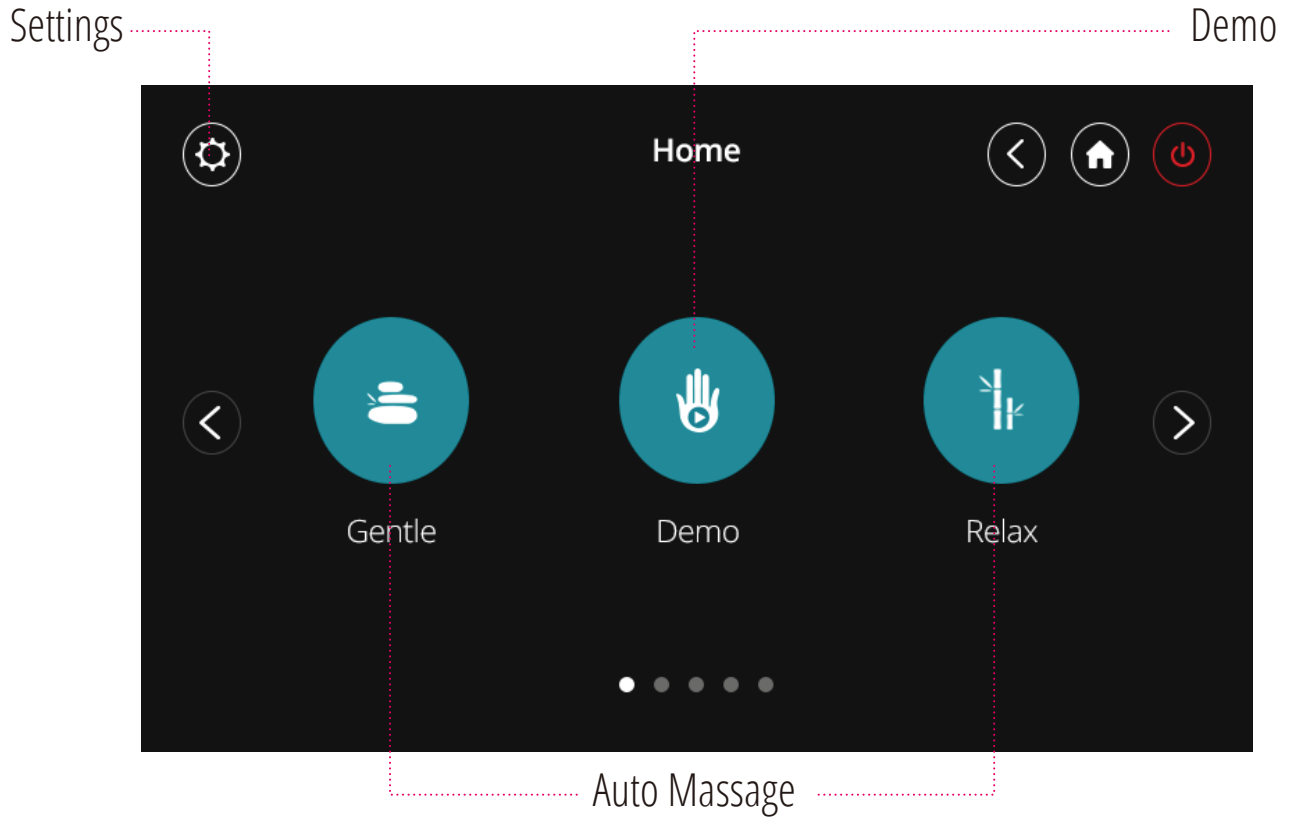 Settings
Demo
Home
Gentle
Demo
Relax
Auto Massage